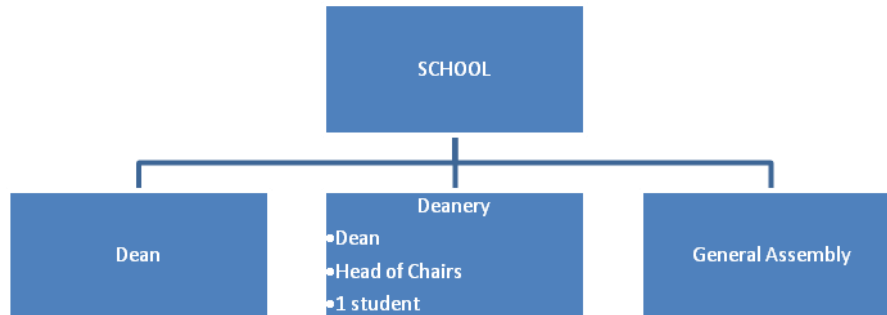 SCHOOL
Dean
Deanery
•Dean
•Head of Chairs
•1 student
General Assembly